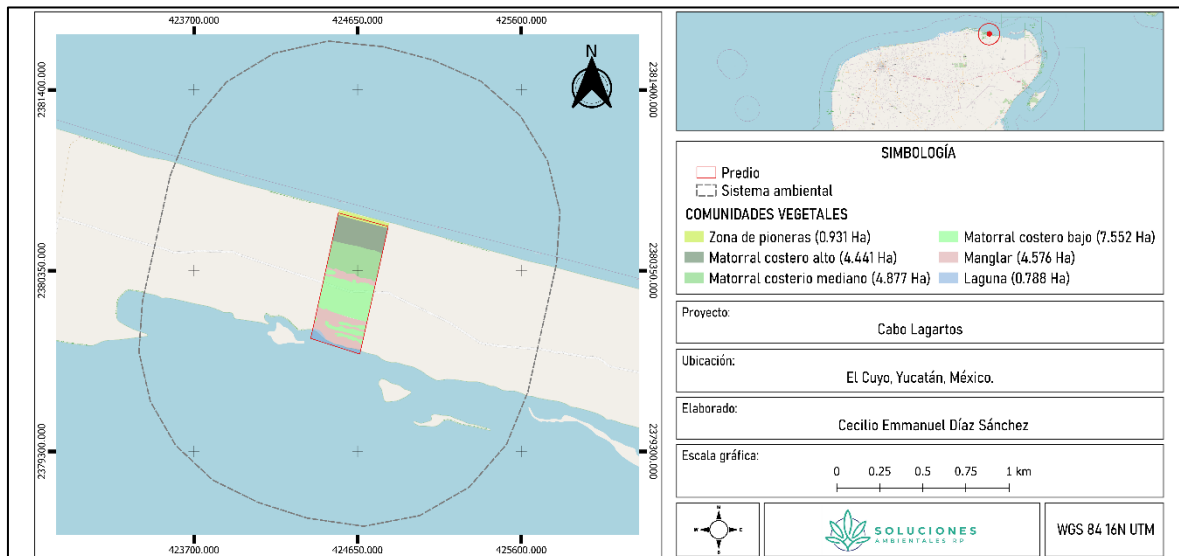 423700.000
424650.000
425600.000
2381400.000
2381400.000
N
2380350.000
2380350.000
2379300.000
2379300.000
423700.000
424650.000
425600.000
SIMBOLOGÍA
Predio
Sistema ambiental
COMUNIDADES VEGETALES
Zona de pioneras (0.931 Ha)
Matorral costero alto (4.441 Ha)
Matorral costerio mediano (4.877 Ha)
Matorral costero bajo (7.552 Ha)
Manglar (4.576 Ha)
Laguna (0.788 Ha)
Proyecto:
Cabo Lagartos
Ubicación:
El Cuyo, Yucatán, México.
Elaborado:
Cecilio Emmanuel Díaz Sánchez
Escala gráfica:
0 0.25 0.5 0.75 1 km
N
W E
S
SOLUCIONES
AMBIENTALES RP
WGS 84 16N UTM